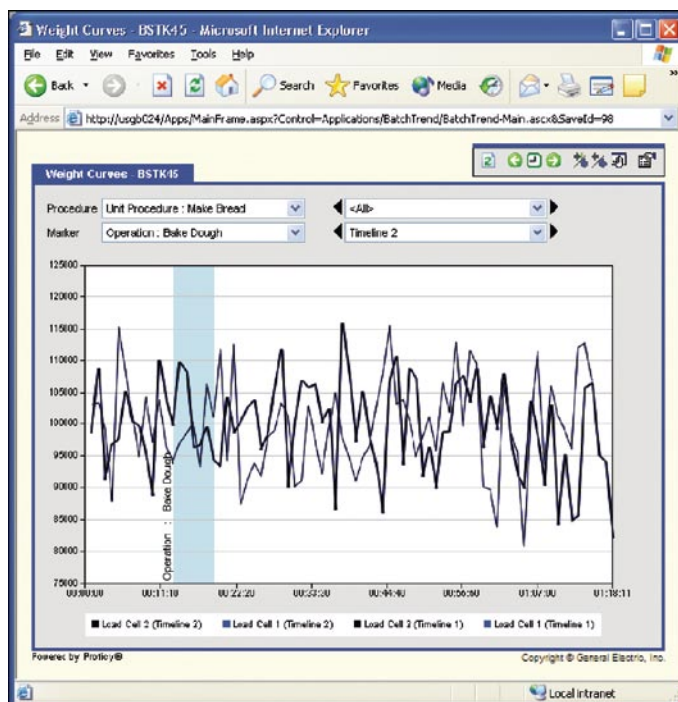 Weight Curves - BSTK45 - Microsoft Internet Explorer
File Edit View Favorites Tools Help
Back Search Favorites Media
Address http://usgb024/Apps/MainFrame.aspx?Control=Applications/BatchTrend/BatchTrend-Main.ascx&SaveId=98
Weight Curves - BSTK45
Procedure Unit Procedure : Make Bread <All>
Marker Operation : Bake Dough Timeline 2
125000
120000
115000
110000
105000
100000
95000
90000
85000
80000
75000
Operation : Bake Dough
00:00:00 00:11:10 00:22:20 00:33:30 00:44:40 00:55:50 01:07:00 01:18:11
Load Cell 2 (Timeline 2) Load Cell 1 (Timeline 2) Load Cell 2 (Timeline 1) Load Cell 1 (Timeline 1)
Powered by Proficy® Copyright © General Electric, Inc.
Local intranet